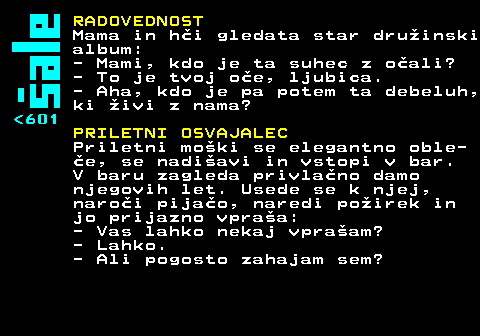 šale
<601
RADOVEDNOST
Mama in hči gledata star družinski
album:
- Mami, kdo je ta suhec z očali?
- To je tvoj oče, ljubica.
- Aha, kdo je pa potem ta debeluh,
ki živi z nama?
PRILETNI OSVAJALEC
Priletni moški se elegantno oble-
če, se nadišavi in vstopi v bar.
V baru zagleda privlačno damo
njegovih let. Usede se k njej,
naroči pijačo, naredi požirek in
jo prijazno vpraša:
- Vas lahko nekaj vprašam?
- Lahko.
- Ali pogosto zahajam sem?